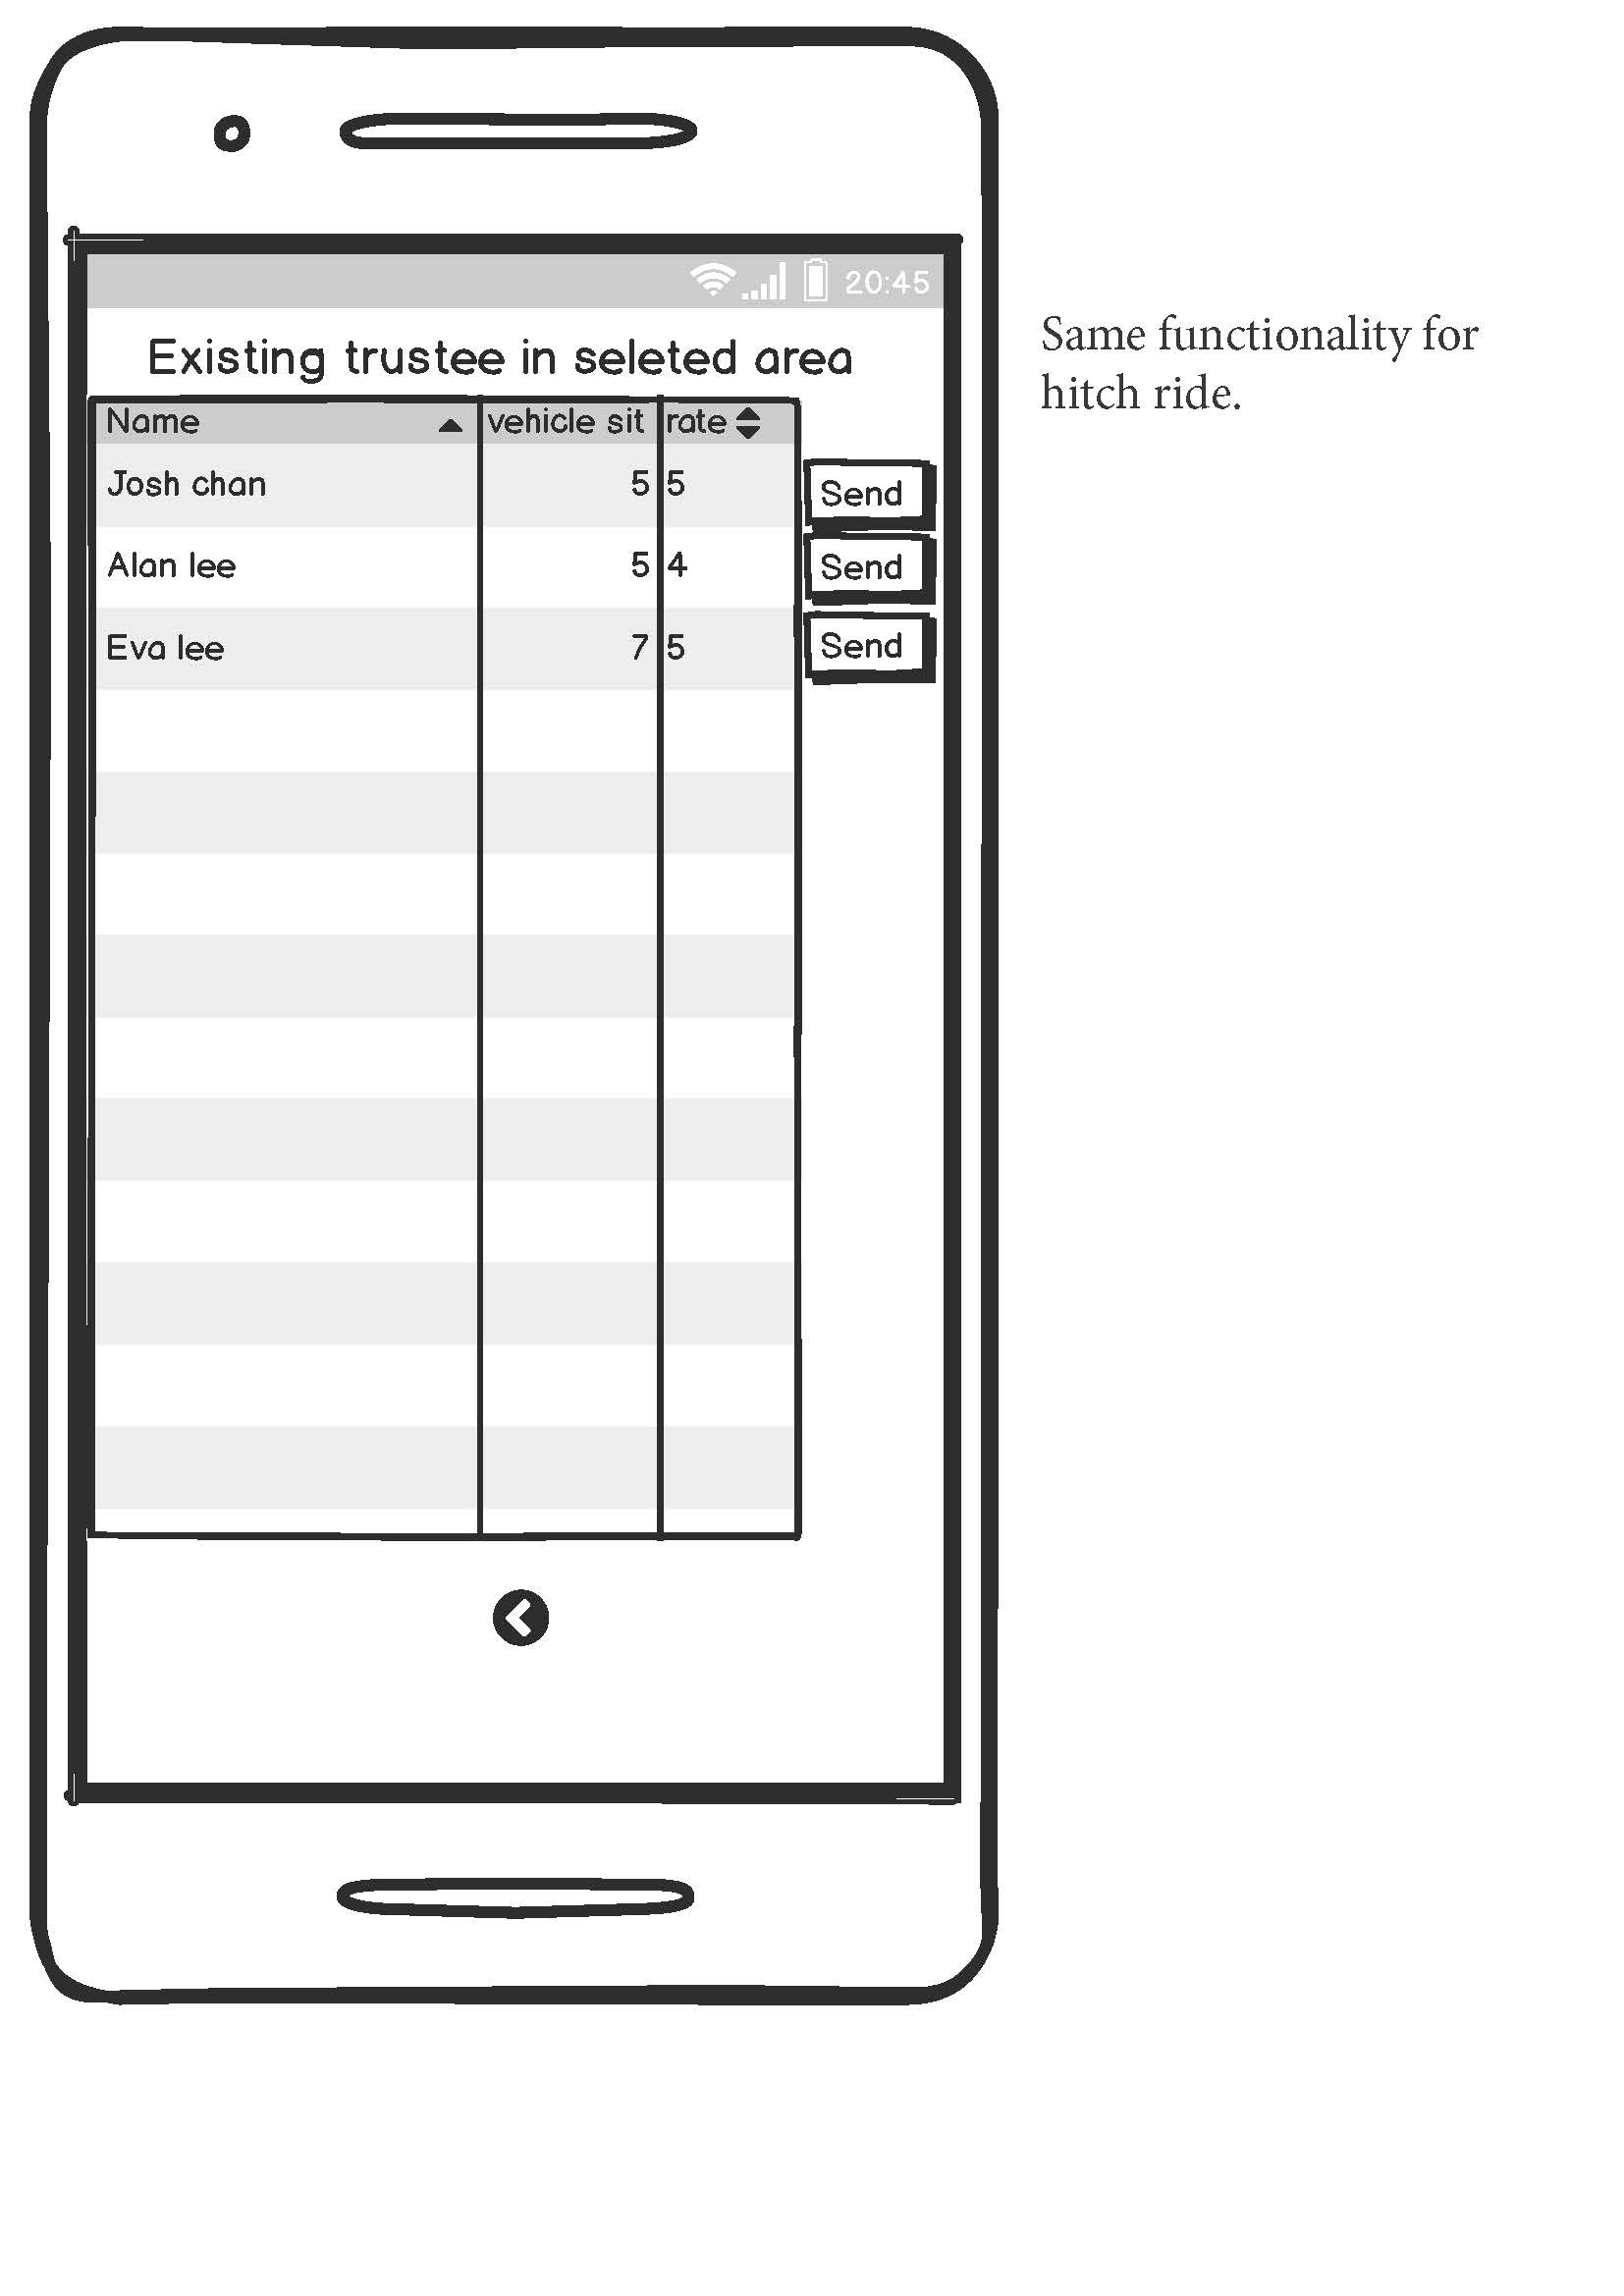 20:45
Existing trustee in seleted area
Name vehicle sit rate
Josh chan 5 5 Send
Alan lee 5 4 Send
Eva lee 7 5 Send
Same functionality for
hitch ride.